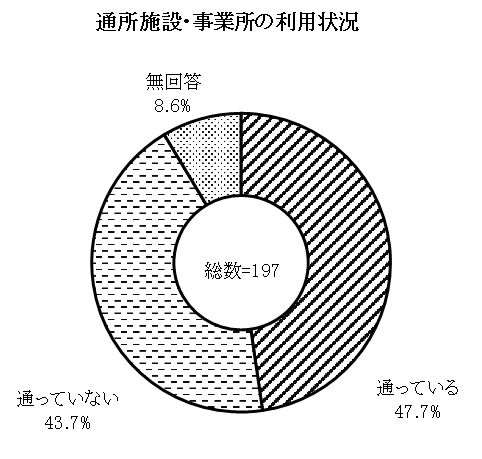 通所施設・事業所の利用状況
無回答
8.6%
総数=197
通っていない
43.7%
通っている
47.7%